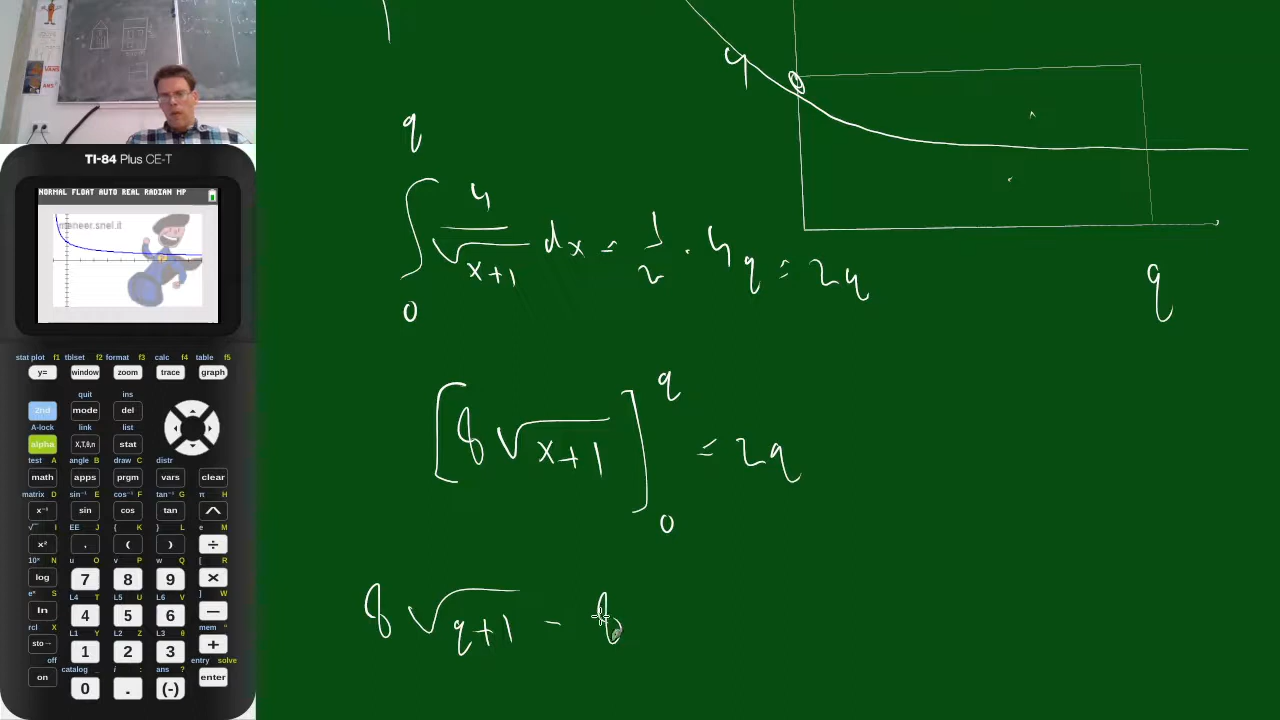 ANS
4
q
q
∫ 4/√(x+1) dx = 1/2 · 4q = 2q
0
q
[8√(x+1)] = 2q
0
8√(q+1) - 8
TI-84 Plus CE-T
NORMAL FLOAT AUTO REAL RADIAN MP
meneer.snel.it
stat plot f1 tblset f2 format f3 calc f4 table f5
y= window zoom trace graph
quit ins
2nd mode del
A-lock link list
alpha X,T,θ,n stat
test A angle B draw C distr
math apps prgm vars clear
matrix D sin⁻¹ E cos⁻¹ F tan⁻¹ G π H
x⁻¹ sin cos tan ^
√ I EE J { K } L e M
x² , ( ) ÷
10ˣ N u O v P w Q [ R
log 7 8 9 ×
eˣ S L4 T L5 U L6 V ] W
ln 4 5 6 −
rcl X L1 Y L2 Z L3 θ mem "
sto→ 1 2 3 +
off catalog _ i : ans ? entry solve
on 0 . (-) enter